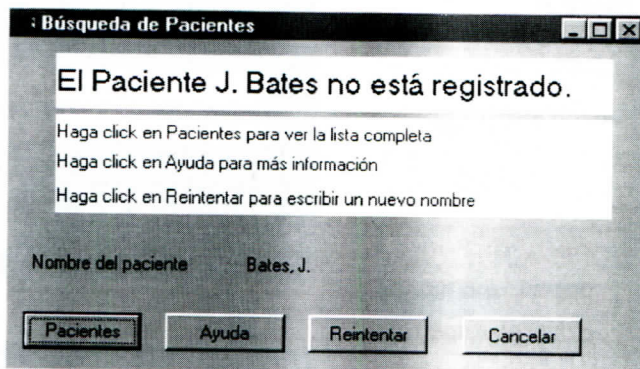 Búsqueda de Pacientes
El Paciente J. Bates no está registrado.
Haga click en Pacientes para ver la lista completa
Haga click en Ayuda para más información
Haga click en Reintentar para escribir un nuevo nombre
Nombre del paciente Bates, J.
Pacientes Ayuda Reintentar Cancelar